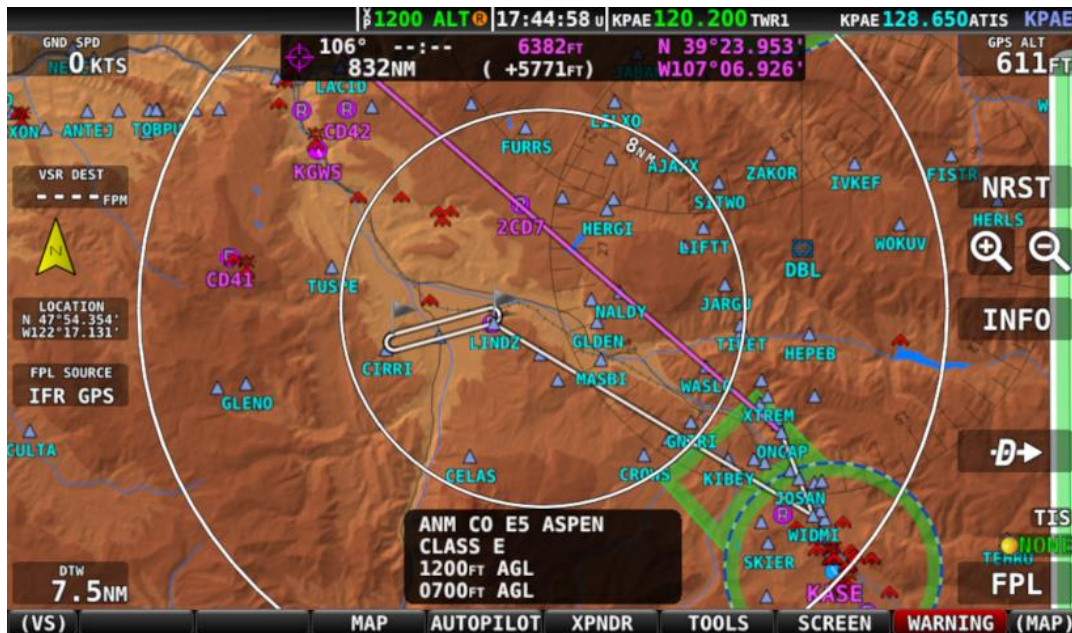 XP 1200 ALT R 17:44:58 U KPAE 120.200 TWR1 KPAE 128.650 ATIS KPAE
GND SPD
0 KTS
106° --:-- 6382FT N 39°23.953'
832NM ( +5771FT) W107°06.926'
GPS ALT
611FT
LACID
XON ANTEJ TOBPU
R R CD42
LILXO
FURRS
8NM
AJAXX
ZAKOR
IVKEF
FISTR
KGWS
VSR DEST
----FPM
NRST
SITWO
HERLS
2CD7 HERGI
LIFTT
WOKUV
N
CD41
DBL
TUSPE
JARGU
LOCATION
N 47°54.354'
W122°17.131'
NALDY
INFO
LINDZ
GLDEN
TILET
HEPEB
CIRRI
MASBI
WASLO
FPL SOURCE
IFR GPS
GLENO
XTREM
GNTRI
ONCAP
CULTA
CELAS
CROWS
KIBEY
D
JOSAN
R
WIDMI
ANM CO E5 ASPEN
CLASS E
1200FT AGL
0700FT AGL
TIS
NONE
SKIER
TEHRU
KASE
DTW
7.5NM
FPL
(VS) MAP AUTOPILOT XPNDR TOOLS SCREEN WARNING (MAP)